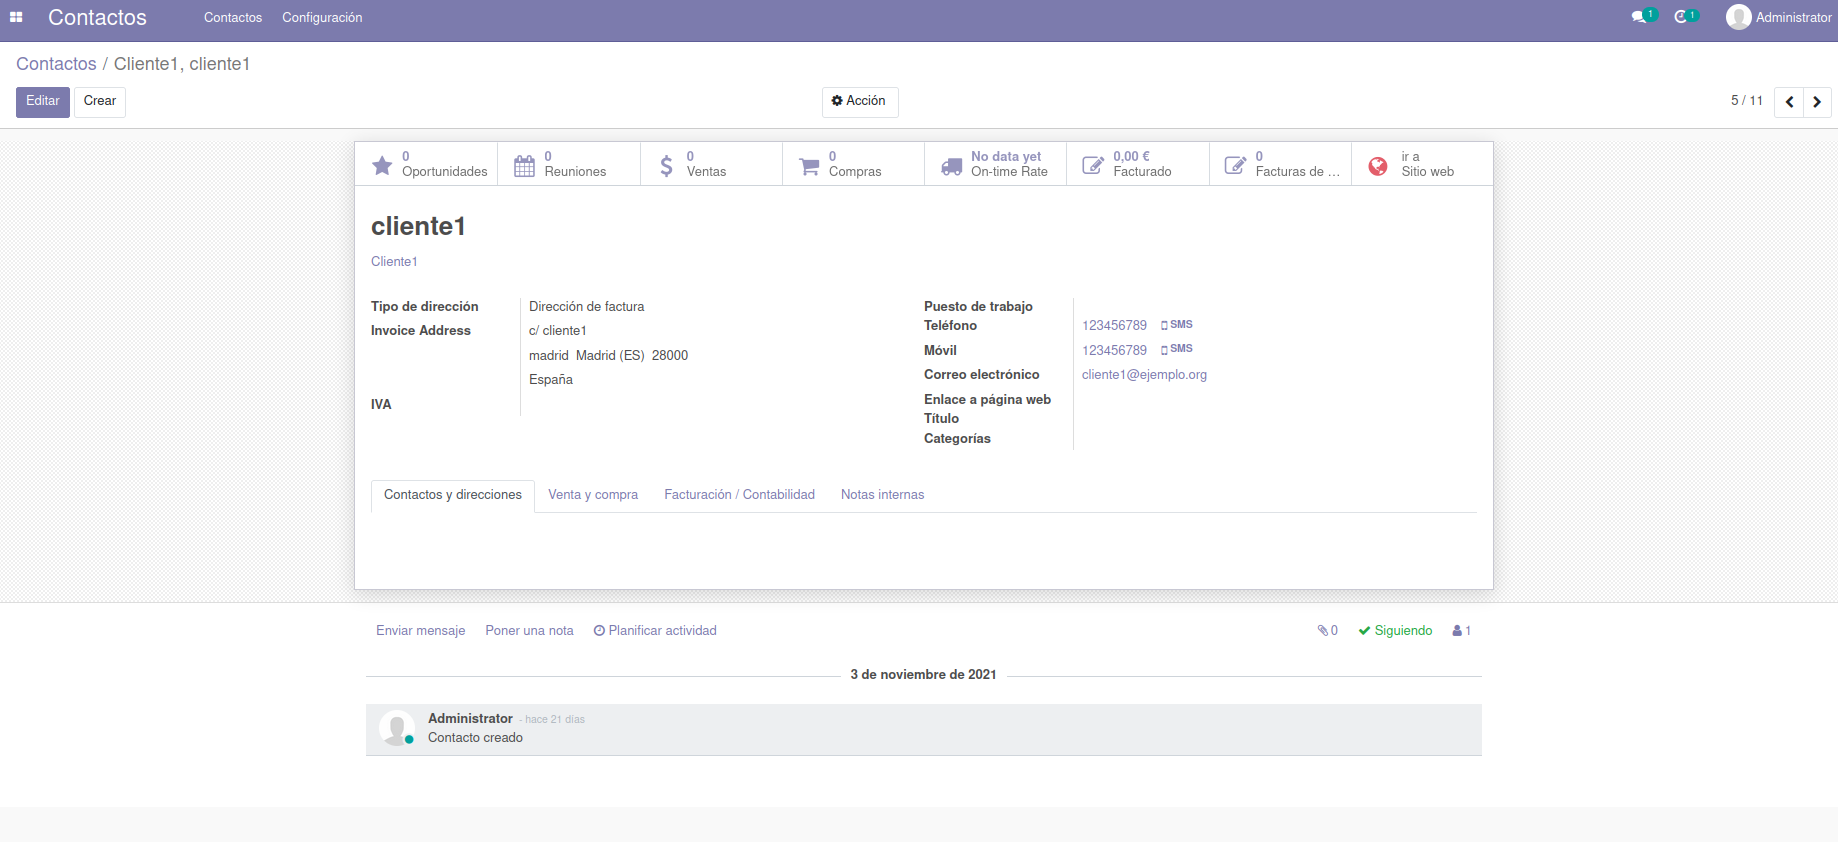 Contactos Contactos Configuración 1 1 Administrator
Contactos / Cliente1, cliente1
Editar Crear Acción 5 / 11
0 Oportunidades
0 Reuniones
0 Ventas
0 Compras
No data yet On-time Rate
0,00 € Facturado
0 Facturas de ...
ir a Sitio web
cliente1
Cliente1
Tipo de dirección Dirección de factura
Invoice Address c/ cliente1
madrid Madrid (ES) 28000
España
IVA
Puesto de trabajo
Teléfono 123456789 SMS
Móvil 123456789 SMS
Correo electrónico cliente1@ejemplo.org
Enlace a página web
Título
Categorías
Contactos y direcciones Venta y compra Facturación / Contabilidad Notas internas
Enviar mensaje Poner una nota Planificar actividad 0 Siguiendo 1
3 de noviembre de 2021
Administrator - hace 21 días
Contacto creado